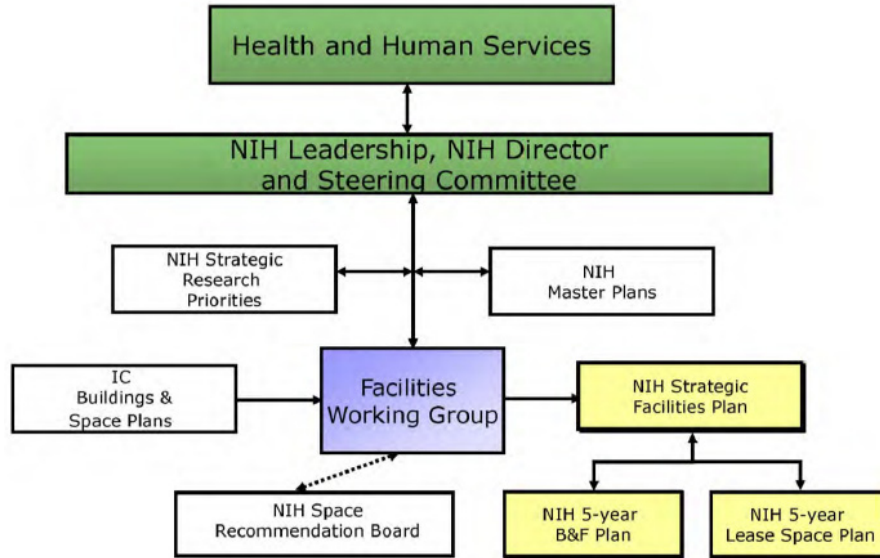 Health and Human Services
NIH Leadership, NIH Director
and Steering Committee
NIH Strategic
Research
Priorities
NIH
Master Plans
IC
Buildings &
Space Plans
Facilities
Working Group
NIH Strategic
Facilities Plan
NIH Space
Recommendation Board
NIH 5-year
B&F Plan
NIH 5-year
Lease Space Plan